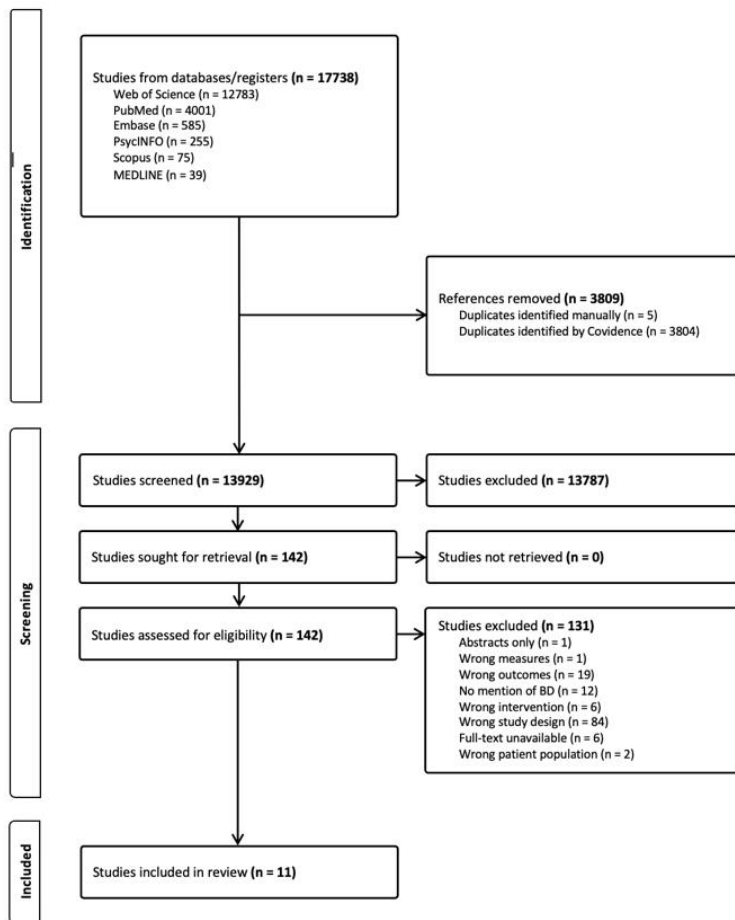 Identification
Studies from databases/registers (n = 17738)
Web of Science (n = 12783)
PubMed (n = 4001)
Embase (n = 585)
PsycINFO (n = 255)
Scopus (n = 75)
MEDLINE (n = 39)
References removed (n = 3809)
Duplicates identified manually (n = 5)
Duplicates identified by Covidence (n = 3804)
Screening
Studies screened (n = 13929)
Studies excluded (n = 13787)
Studies sought for retrieval (n = 142)
Studies not retrieved (n = 0)
Studies assessed for eligibility (n = 142)
Studies excluded (n = 131)
Abstracts only (n = 1)
Wrong measures (n = 1)
Wrong outcomes (n = 19)
No mention of BD (n = 12)
Wrong intervention (n = 6)
Wrong study design (n = 84)
Full-text unavailable (n = 6)
Wrong patient population (n = 2)
Included
Studies included in review (n = 11)